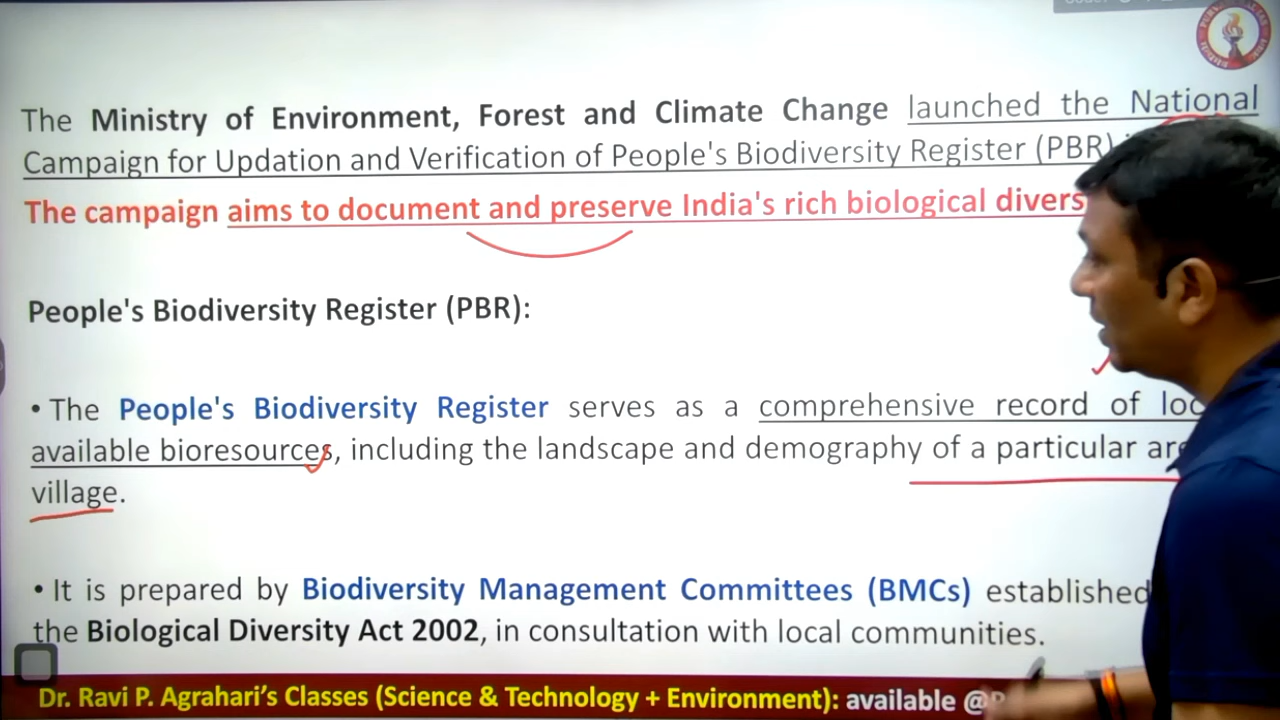 The Ministry of Environment, Forest and Climate Change launched the National
Campaign for Updation and Verification of People's Biodiversity Register (PBR)
The campaign aims to document and preserve India's rich biological divers
People's Biodiversity Register (PBR):
• The People's Biodiversity Register serves as a comprehensive record of loc
available bioresources, including the landscape and demography of a particular ar
village.
• It is prepared by Biodiversity Management Committees (BMCs) established
the Biological Diversity Act 2002, in consultation with local communities.
Dr. Ravi P. Agrahari's Classes (Science & Technology + Environment): available @